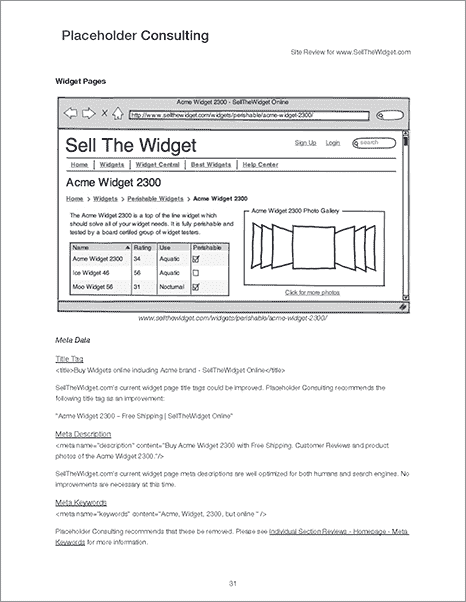 Placeholder Consulting
Site Review for www.SellTheWidget.com
Widget Pages
Acme Widget 2300 - SellTheWidget Online
http://www.sellthewidget.com/widgets/perishable/acme-widget-2300/
Sell The Widget
Sign Up Login search
Home Widgets Widget Central Best Widgets Help Center
Acme Widget 2300
Home > Widgets > Perishable Widgets > Acme Widget 2300
The Acme Widget 2300 is a top of the line widget which
should solve all of your widget needs. It is fully perishable and
tested by a board certified group of widget testers.
Name Rating Use Perishable
Acme Widget 2300 34 Aquatic
Ice Widget 46 56 Aquatic
Moo Widget 56 31 Nocturnal
Acme Widget 2300 Photo Gallery
Click for more photos
www.sellthewidget.com/widgets/perishable/acme-widget-2300/
Meta Data
Title Tag
<title>Buy Widgets online including Acme brand - SellTheWidget Online</title>
SellTheWidget.com's current widget page title tags could be improved. Placeholder Consulting recommends the
following title tag as an improvement:
"Acme Widget 2300 – Free Shipping | SellTheWidget Online"
Meta Description
<meta name="description" content="Buy Acme Widget 2300 with Free Shipping. Customer Reviews and product
photos of the Acme Widget 2300."/>
SellTheWidget.com's current widget page meta descriptions are well optimized for both humans and search engines. No
improvements are necessary at this time.
Meta Keywords
<meta name="keywords" content="Acme, Widget, 2300, but online " />
Placeholder Consulting recommends that these be removed. Please see Individual Section Reviews - Homepage - Meta
Keywords for more information.
31